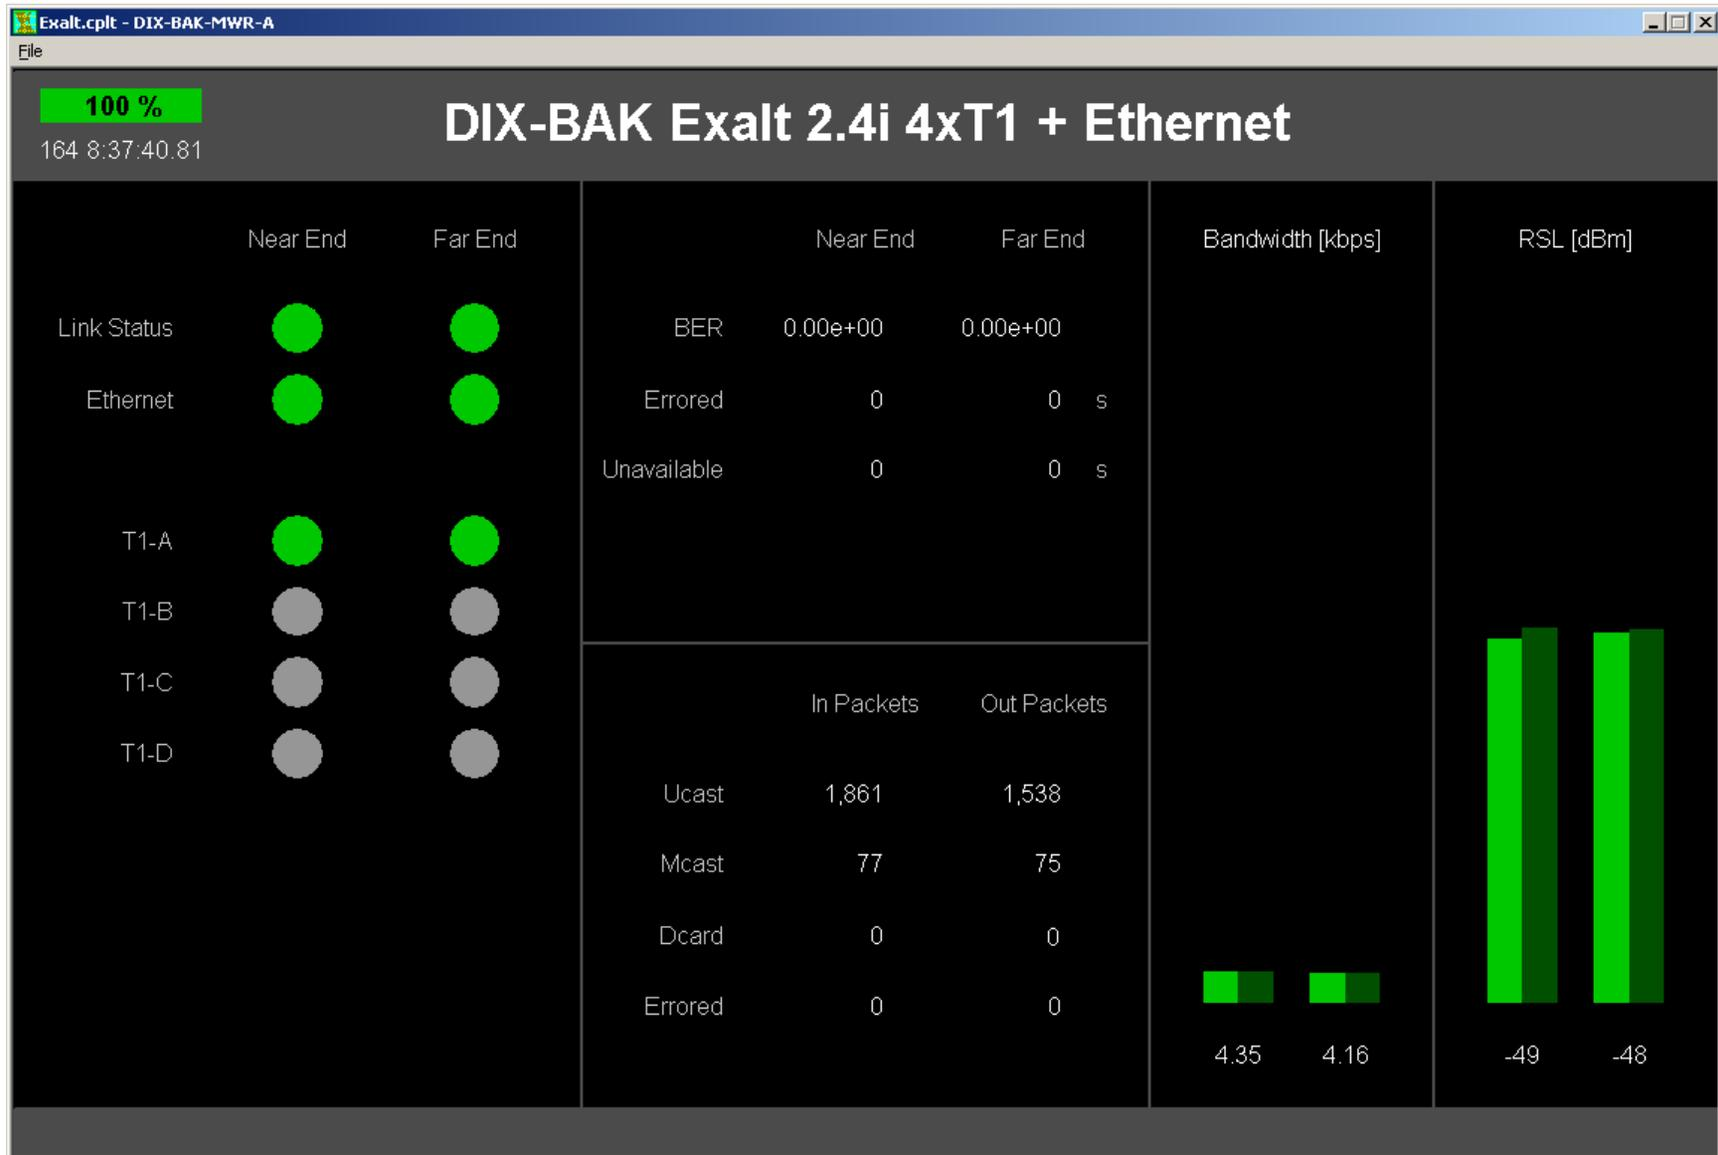 Exalt.cplt - DIX-BAK-MWR-A
File
100 %
164 8:37:40.81
DIX-BAK Exalt 2.4i 4xT1 + Ethernet
Near End Far End
Link Status
Ethernet
T1-A
T1-B
T1-C
T1-D
Near End Far End
BER 0.00e+00 0.00e+00
Errored 0 0 s
Unavailable 0 0 s
In Packets Out Packets
Ucast 1,861 1,538
Mcast 77 75
Dcard 0 0
Errored 0 0
Bandwidth [kbps]
4.35 4.16
RSL [dBm]
-49 -48